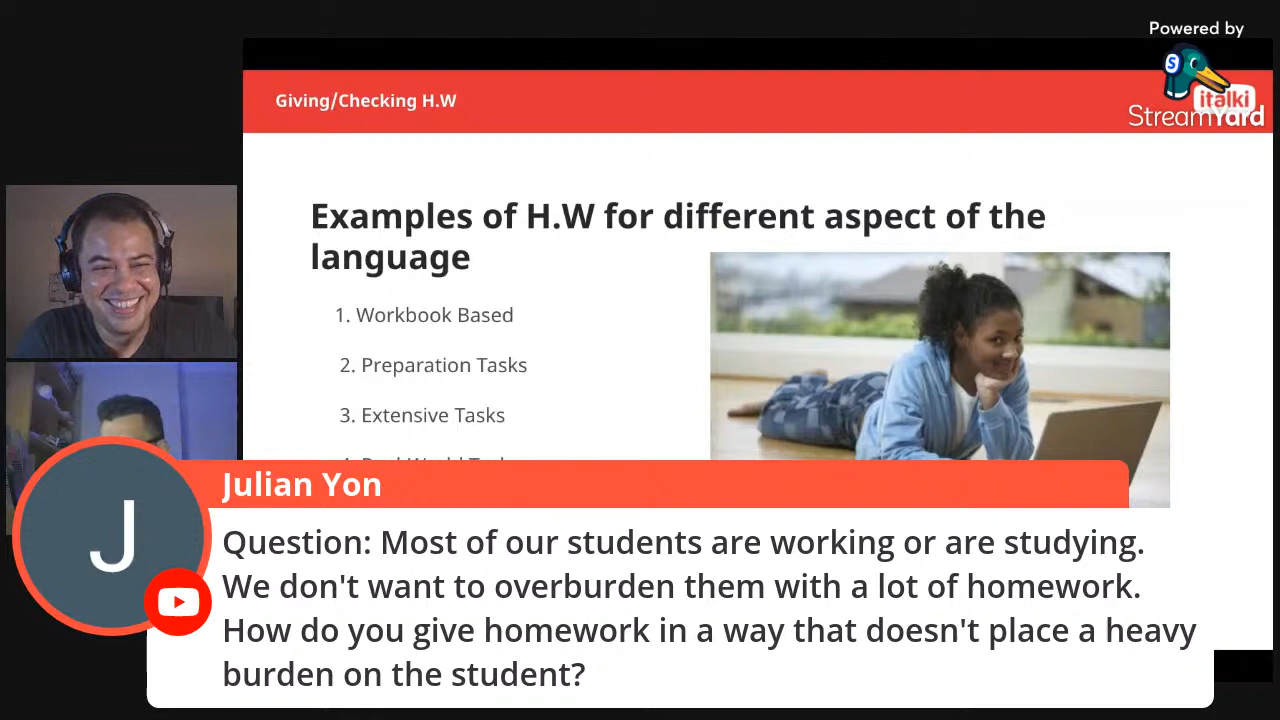 Powered by
S
italki
StreamYard
Giving/Checking H.W
Examples of H.W for different aspect of the
language
1. Workbook Based
2. Preparation Tasks
3. Extensive Tasks
J
Julian Yon
Question: Most of our students are working or are studying.
We don't want to overburden them with a lot of homework.
How do you give homework in a way that doesn't place a heavy
burden on the student?